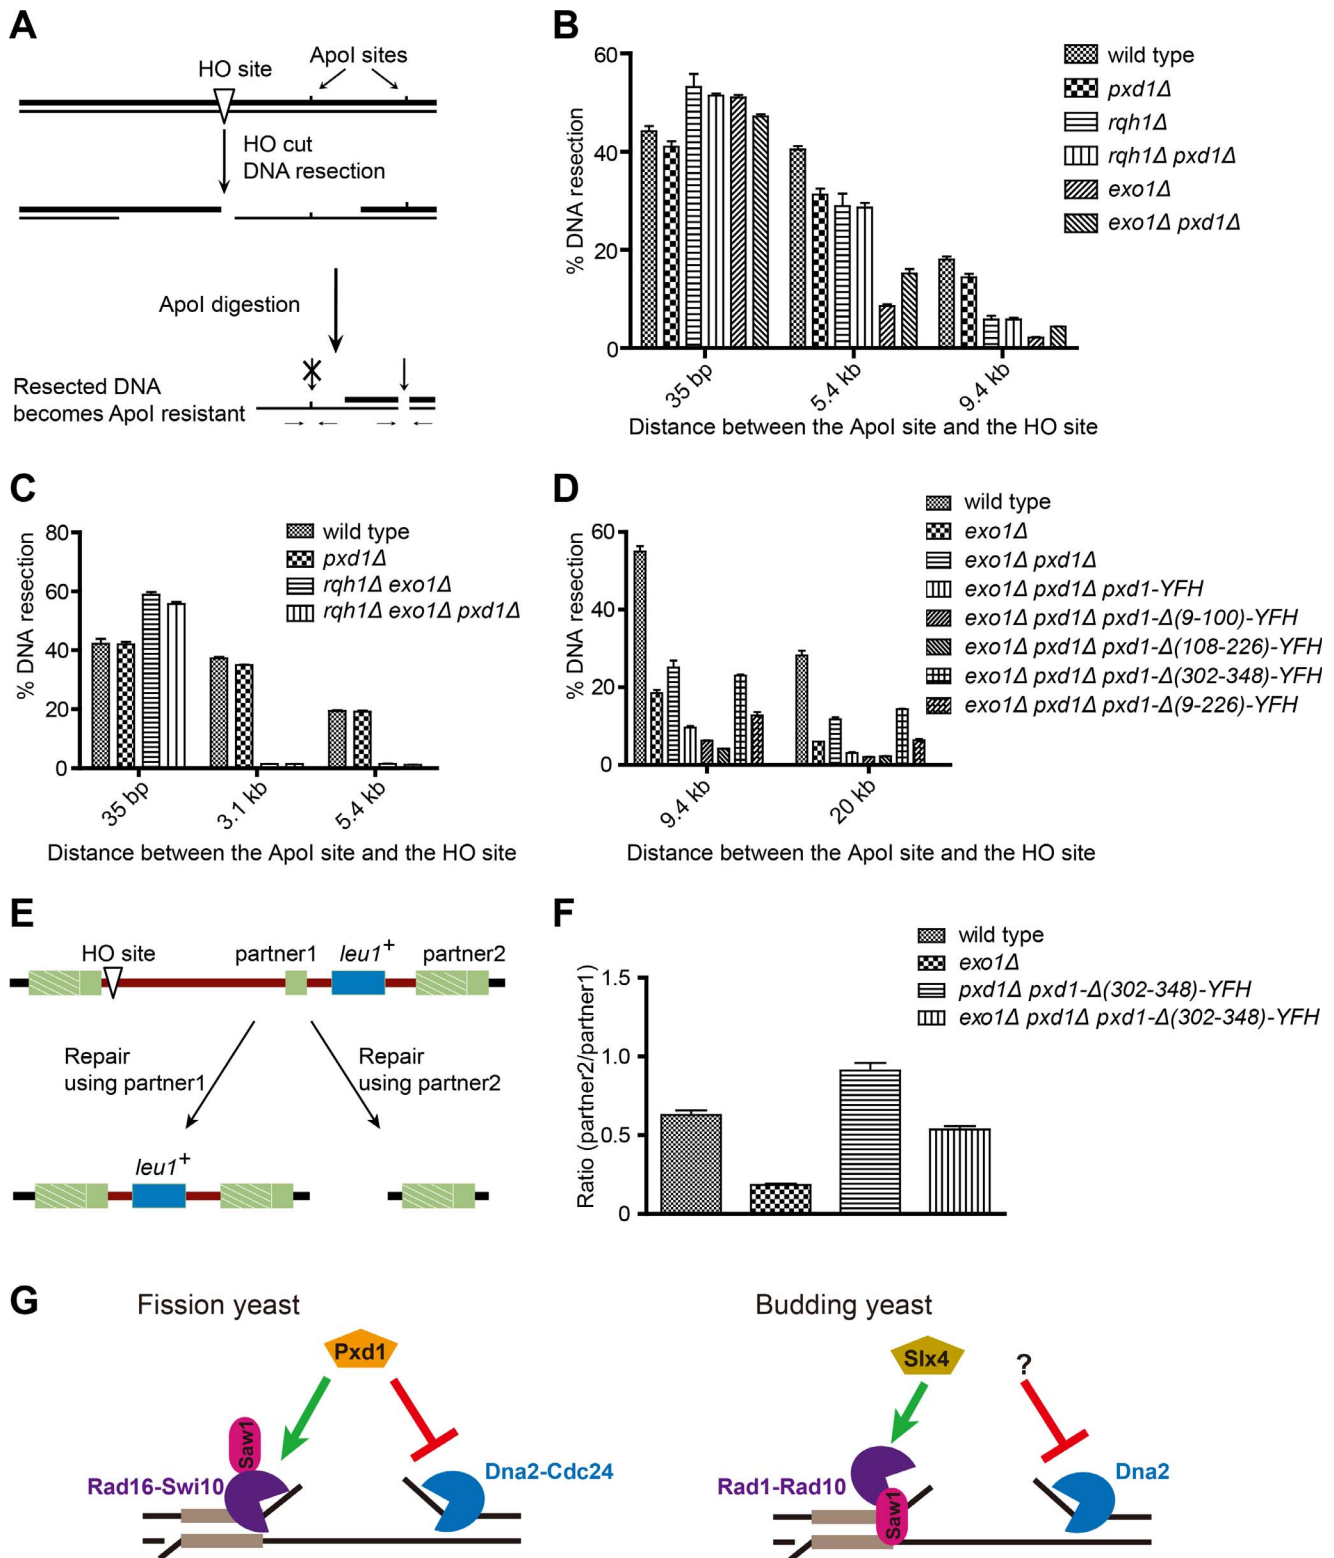 A
HO site
ApoI sites
HO cut
DNA resection
ApoI digestion
Resected DNA
becomes ApoI resistant
B
% DNA resection
60
40
20
0
35 bp
5.4 kb
9.4 kb
Distance between the ApoI site and the HO site
wild type
pxd1Δ
rqh1Δ
rqh1Δ pxd1Δ
exo1Δ
exo1Δ pxd1Δ
C
% DNA resection
80
60
40
20
0
35 bp
3.1 kb
5.4 kb
Distance between the ApoI site and the HO site
wild type
pxd1Δ
rqh1Δ exo1Δ
rqh1Δ exo1Δ pxd1Δ
D
% DNA resection
60
40
20
0
9.4 kb
20 kb
Distance between the ApoI site and the HO site
wild type
exo1Δ
exo1Δ pxd1Δ
exo1Δ pxd1Δ pxd1-YFH
exo1Δ pxd1Δ pxd1-Δ(9-100)-YFH
exo1Δ pxd1Δ pxd1-Δ(108-226)-YFH
exo1Δ pxd1Δ pxd1-Δ(302-348)-YFH
exo1Δ pxd1Δ pxd1-Δ(9-226)-YFH
E
HO site
partner1
leu1+
partner2
Repair
using partner1
Repair
using partner2
leu1+
F
Ratio (partner2/partner1)
1.5
1.0
0.5
0
wild type
exo1Δ
pxd1Δ pxd1-Δ(302-348)-YFH
exo1Δ pxd1Δ pxd1-Δ(302-348)-YFH
G
Fission yeast
Pxd1
Saw1
Rad16-Swi10
Dna2-Cdc24
Budding yeast
Slx4
?
Rad1-Rad10
Saw1
Dna2